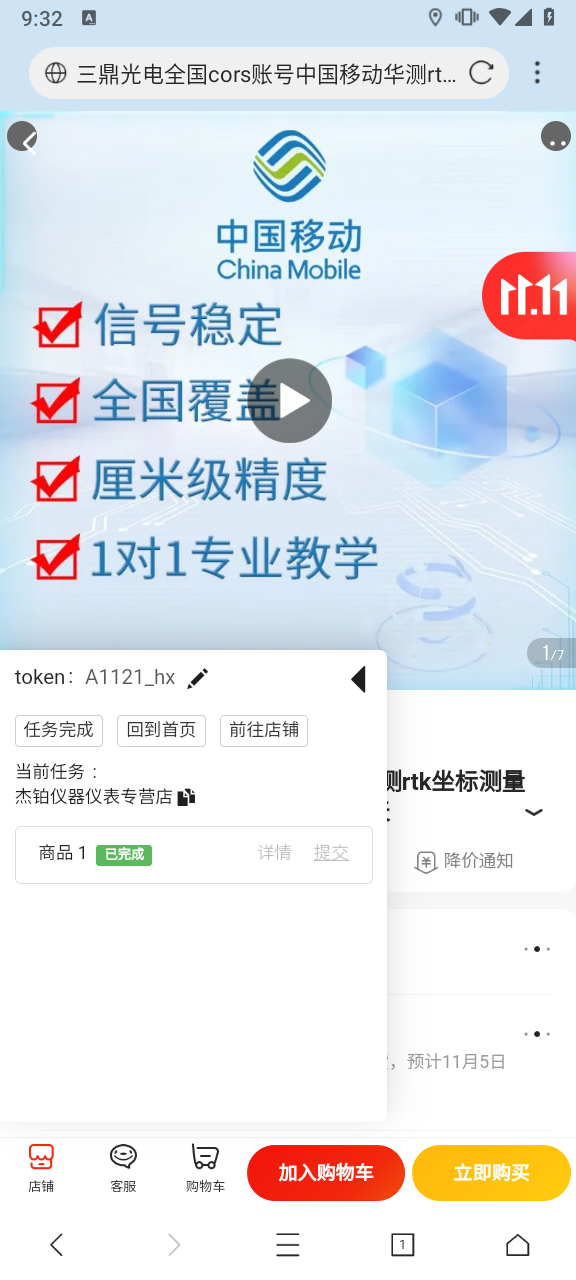 9:32
A
三鼎光电全国cors账号中国移动华测rt...
中国移动
China Mobile
11.11
信号稳定
全国覆盖
厘米级精度
1对1专业教学
1/7
token: A1121_hx
任务完成 回到首页 前往店铺
当前任务：
杰铂仪器仪表专营店
测rtk坐标测量
商品 1 已完成 详情 提交
降价通知
，预计11月5日
店铺 客服 购物车 加入购物车 立即购买
1